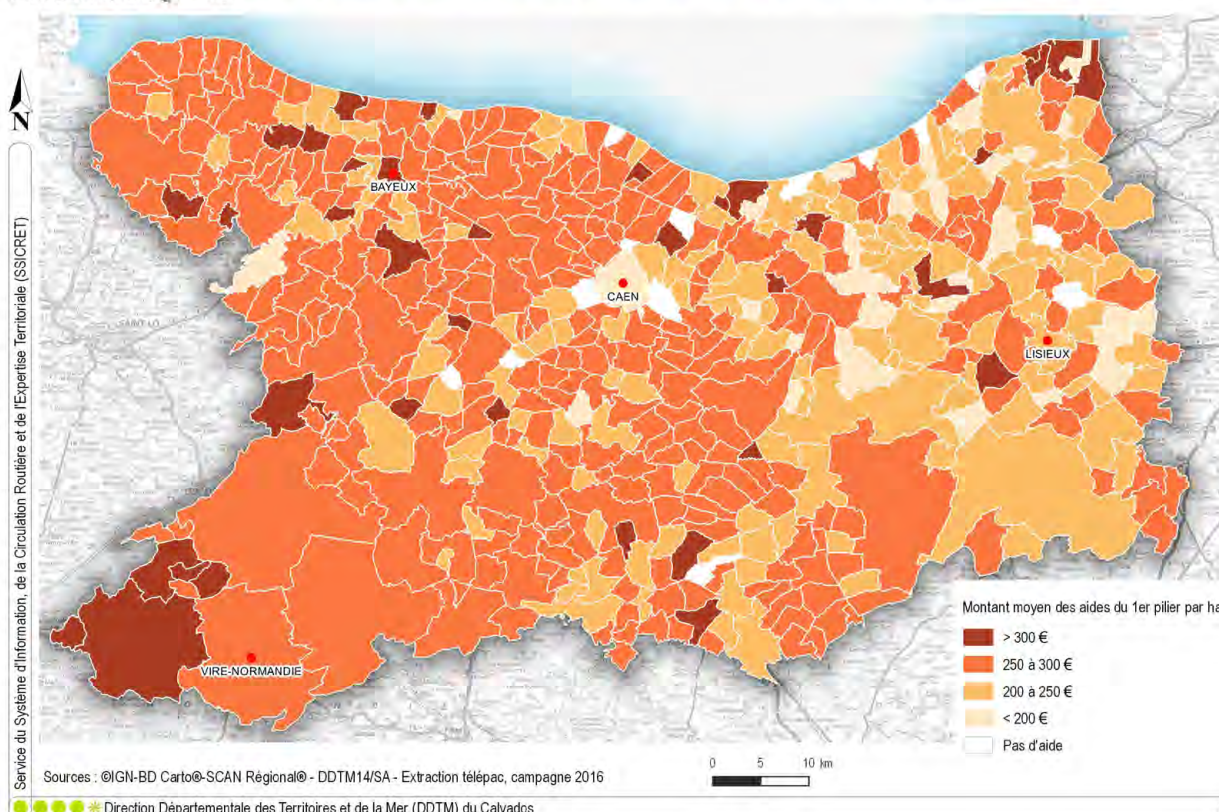 N
Service du Système d'Information, de la Circulation Routière et de l'Expertise Territoriale (SSICRET)
BAYEUX
CAEN
SAINT-LÔ
LISIEUX
VIRE-NORMANDIE
Montant moyen des aides du 1er pilier par ha
> 300 €
250 à 300 €
200 à 250 €
< 200 €
Pas d'aide
0 5 10 km
Sources : ©IGN-BD Carto®-SCAN Régional® - DDTM14/SA - Extraction télépac, campagne 2016
Direction Départementale des Territoires et de la Mer (DDTM) du Calvados